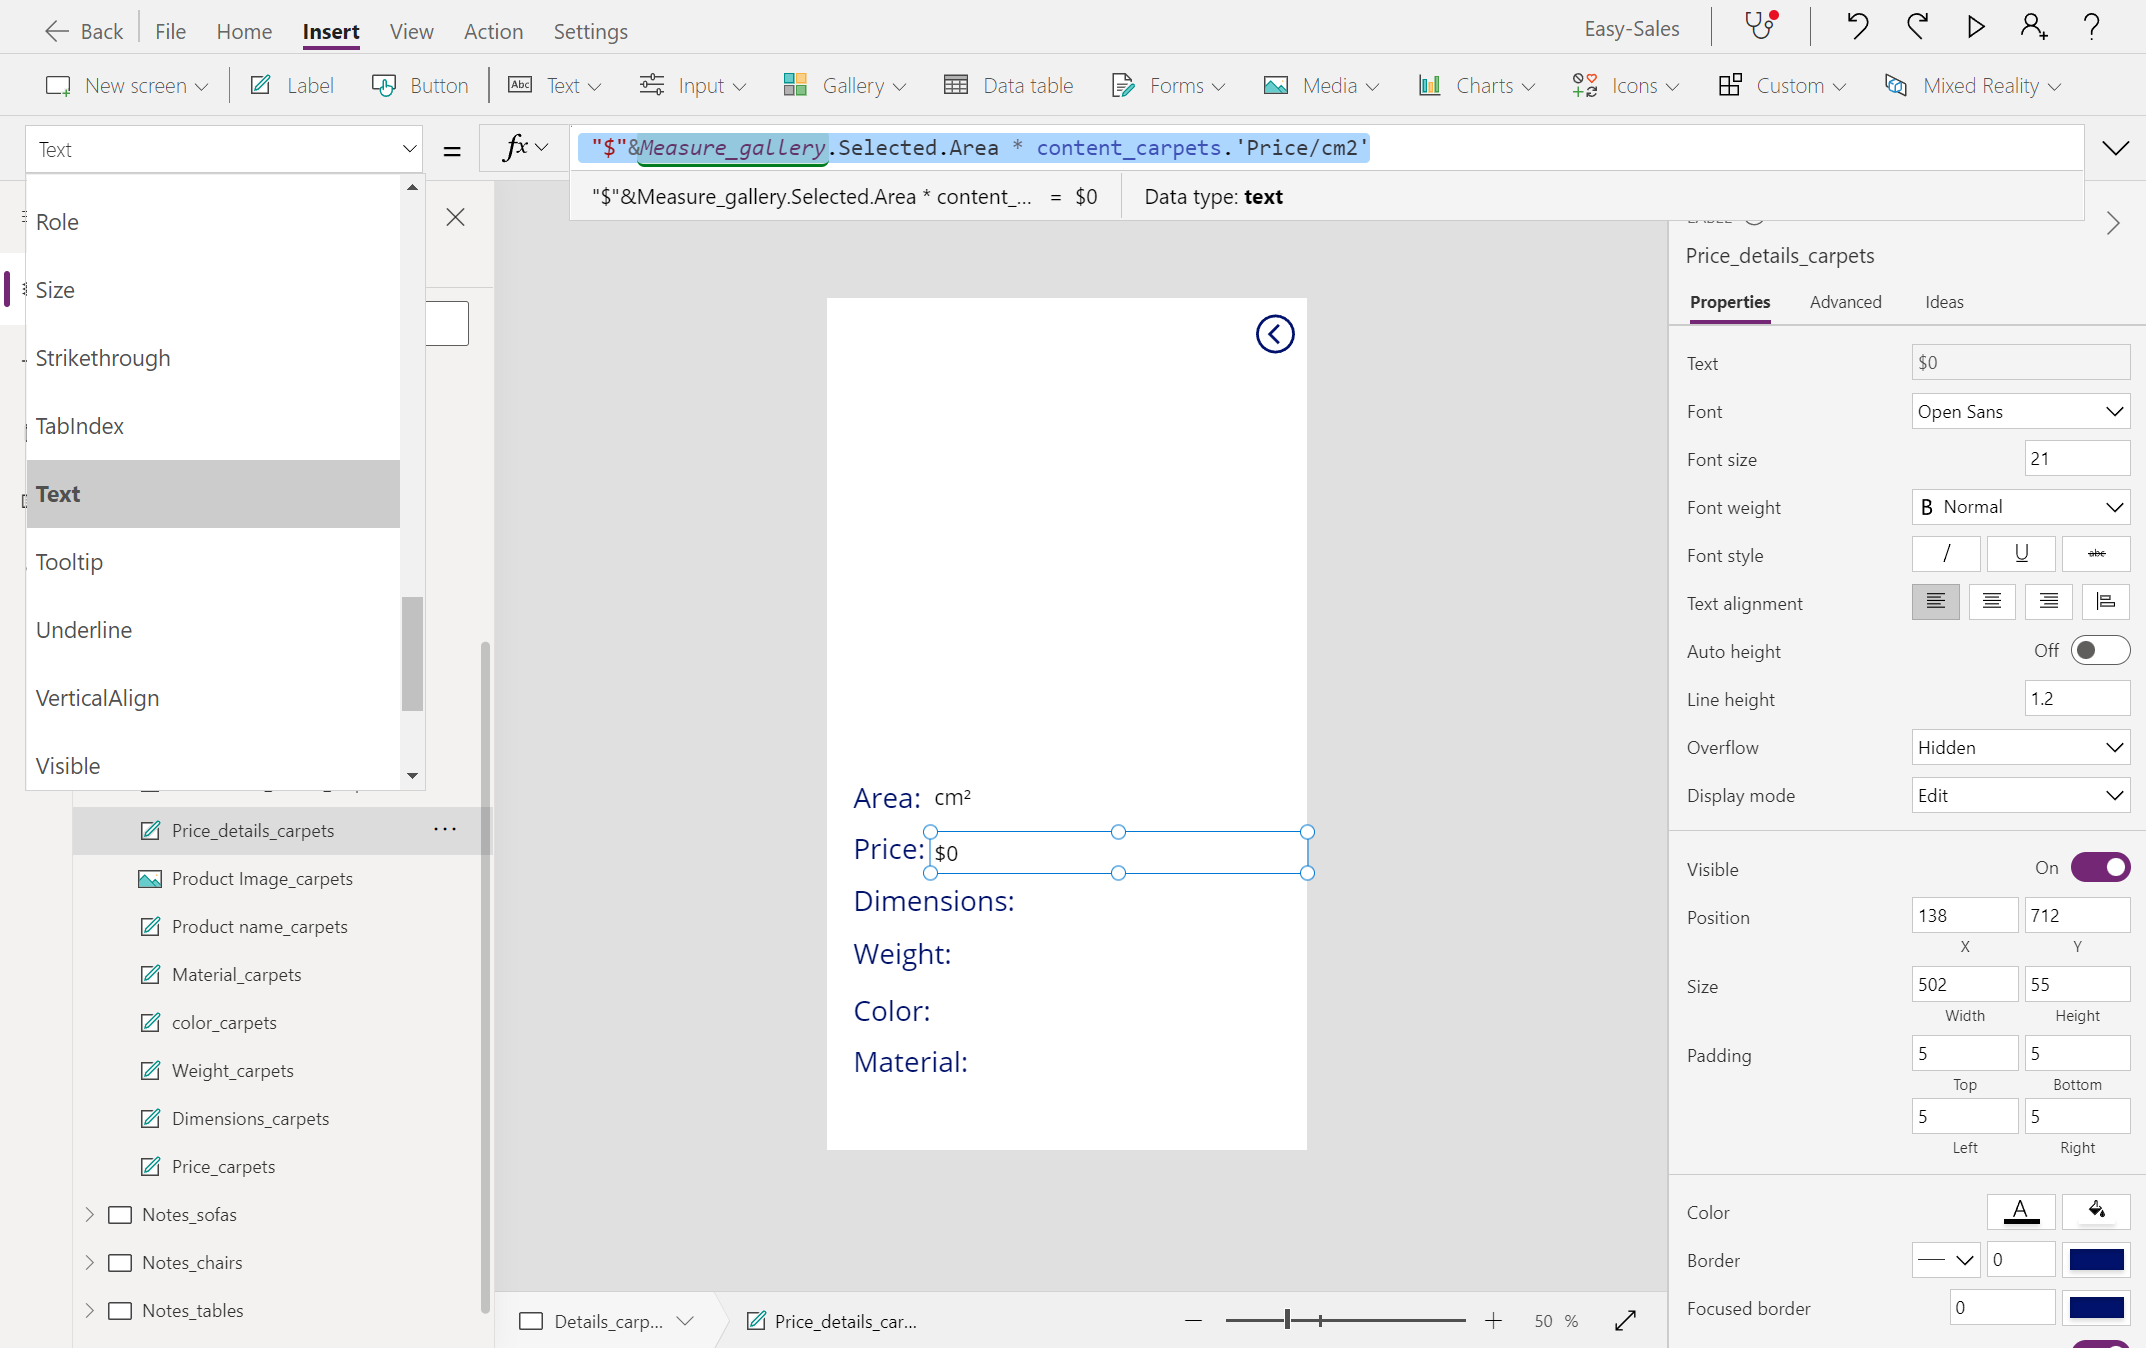 Back File Home Insert View Action Settings Easy-Sales
New screen Label Button Abc Text Input Gallery Data table Forms Media Charts Icons Custom Mixed Reality
Text = fx "$"&Measure_gallery.Selected.Area * content_carpets.'Price/cm2'
"$"&Measure_gallery.Selected.Area * content_... = $0 Data type: text
Role
Size
Strikethrough
TabIndex
Text
Tooltip
Underline
VerticalAlign
Visible
Price_details_carpets ...
Product Image_carpets
Product name_carpets
Material_carpets
color_carpets
Weight_carpets
Dimensions_carpets
Price_carpets
Notes_sofas
Notes_chairs
Notes_tables
Area: cm²
Price: $0
Dimensions:
Weight:
Color:
Material:
Details_carp... Price_details_car... 50 %
Price_details_carpets
Properties Advanced Ideas
Text $0
Font Open Sans
Font size 21
Font weight B Normal
Font style / U abc
Text alignment
Auto height Off
Line height 1.2
Overflow Hidden
Display mode Edit
Visible On
Position 138 712
X Y
Size 502 55
Width Height
Padding 5 5
Top Bottom
5 5
Left Right
Color A
Border 0
Focused border 0